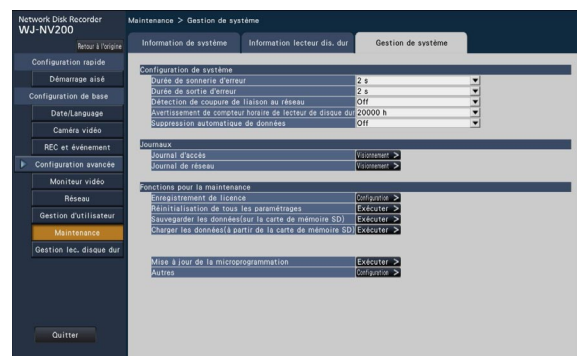 Network Disk Recorder
WJ-NV200
Retour à l'origine
Configuration rapide
Démarrage aisé
Configuration de base
Date/Language
Caméra vidéo
REC et événement
Configuration avancée
Moniteur vidéo
Réseau
Gestion d'utilisateur
Maintenance
Gestion lec. disque dur
Quitter
Maintenance > Gestion de système
Information de système
Information lecteur dis. dur
Gestion de système
Configuration de système
Durée de sonnerie d'erreur 2 s
Durée de sortie d'erreur 2 s
Détection de coupure de liaison au réseau Off
Avertissement de compteur horaire de lecteur de disque dur 20000 h
Suppression automatique de données Off
Journaux
Journal d'accès Visionnement >
Journal de réseau Visionnement >
Fonctions pour la maintenance
Enregistrement de licence Configuration >
Réinitialisation de tous les paramétrages Exécuter >
Sauvegarder les données(sur la carte de mémoire SD) Exécuter >
Charger les données(à partir de la carte de mémoire SD) Exécuter >
Mise à jour de la microprogrammation Exécuter >
Autres Configuration >